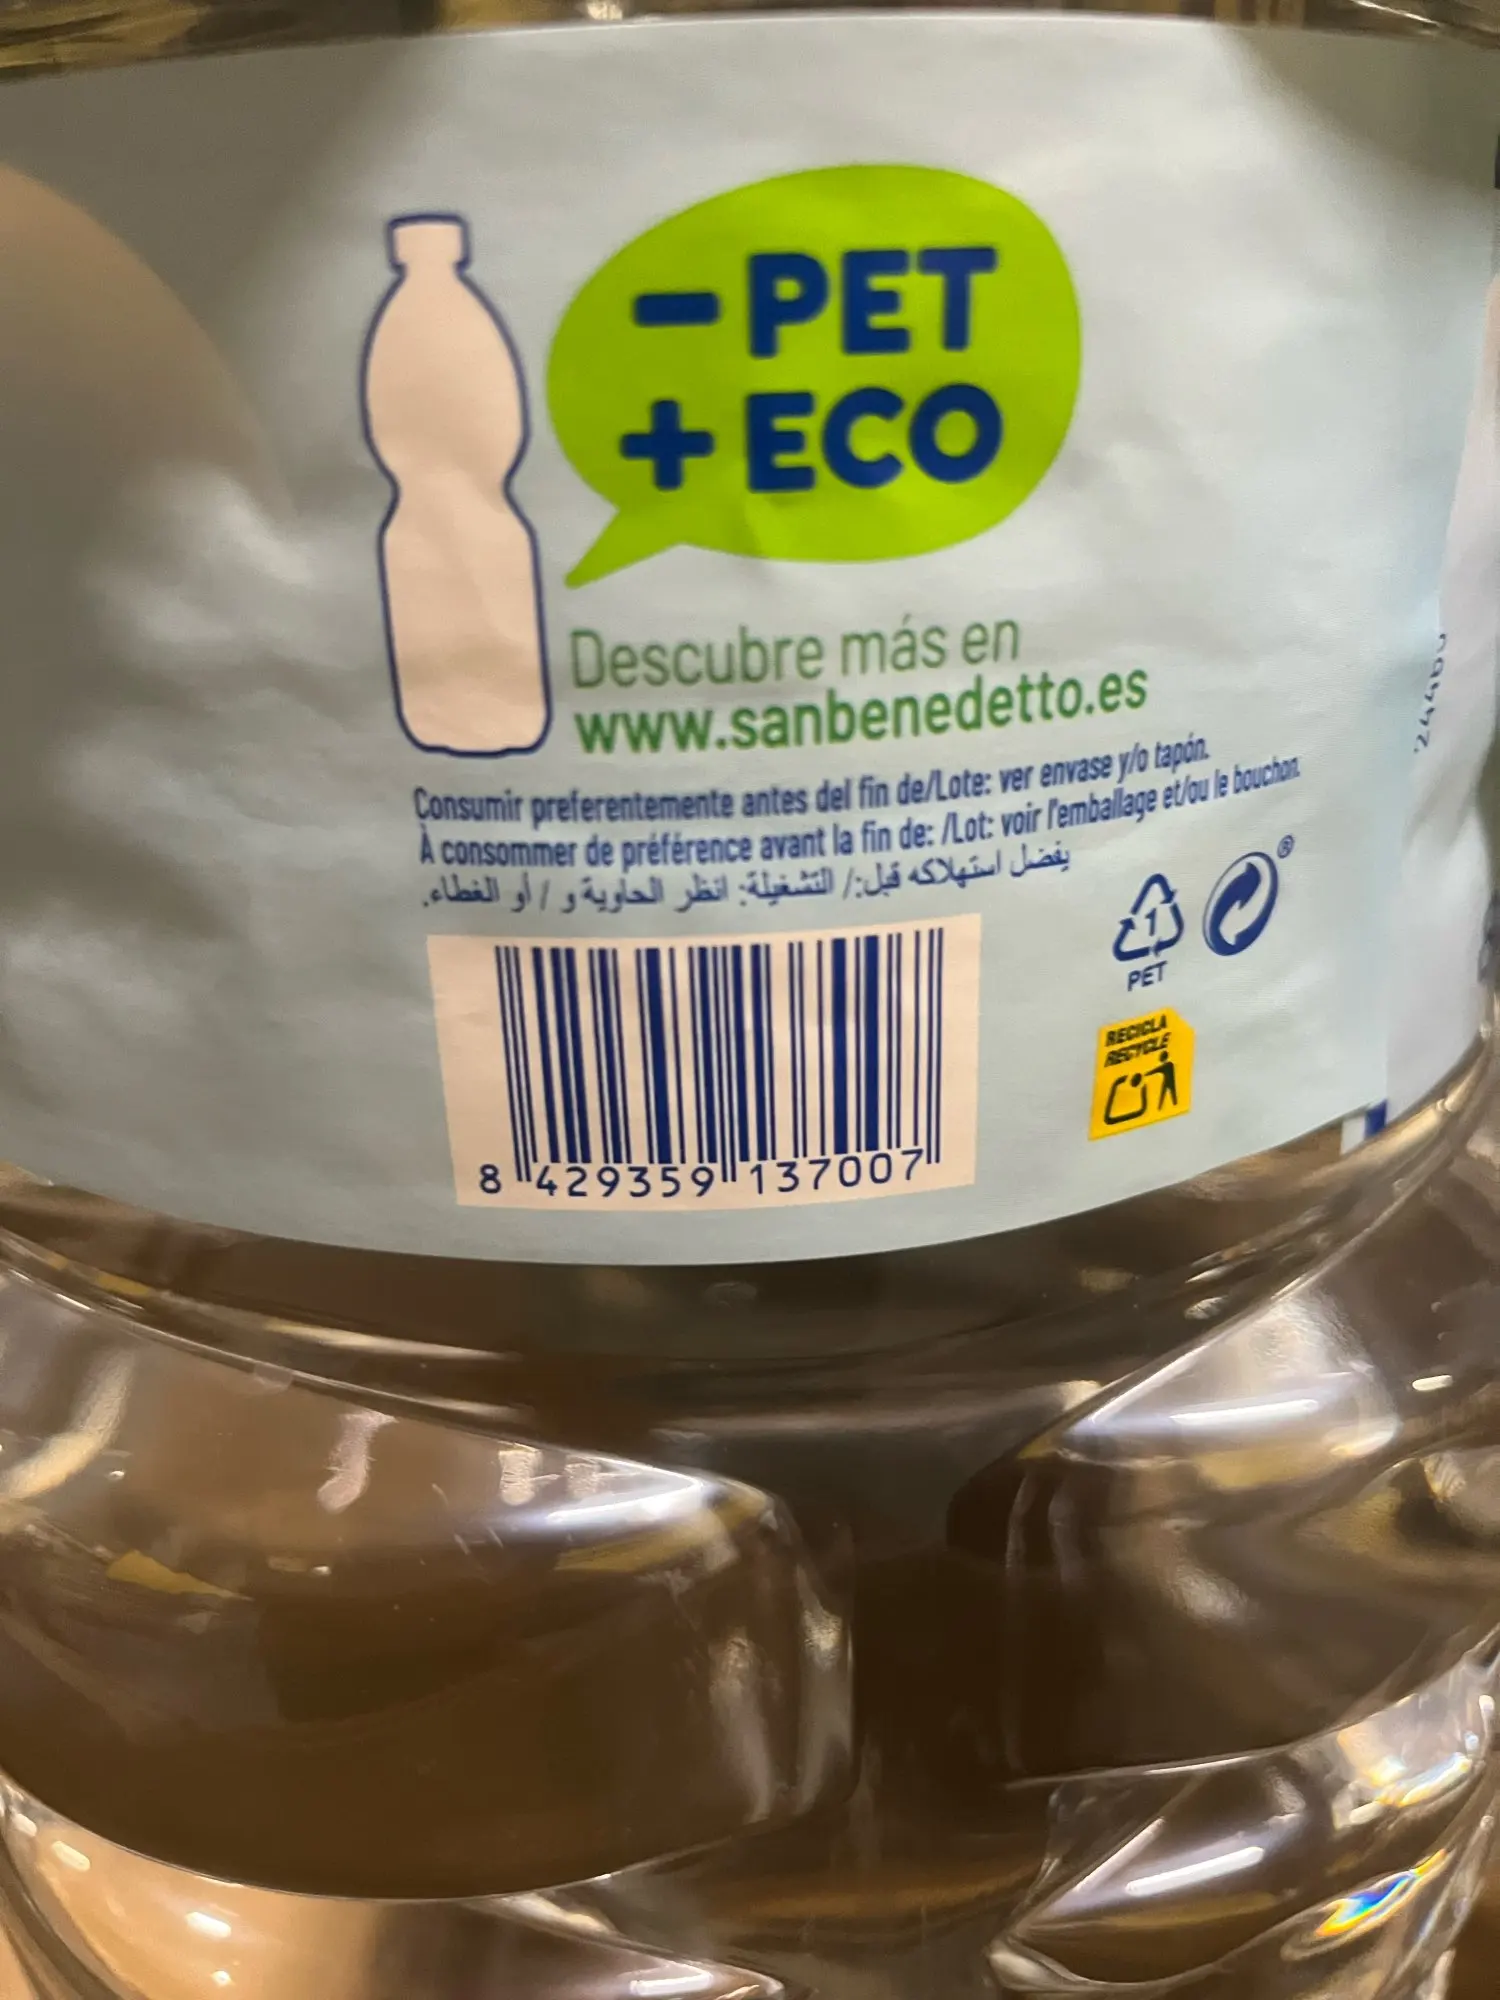 - PET
+ ECO
Descubre más en
www.sanbenedetto.es
Consumir preferentemente antes del fin de/Lote: ver envase y/o tapón.
À consommer de préférence avant la fin de: /Lot: voir l'emballage et/ou le bouchon.
يفضل استهلاكه قبل:/ التشغيلة: انظر الحاوية و / أو الغطاء.
®
1
PET
RECICLA
RECYCLE
8 429359 137007